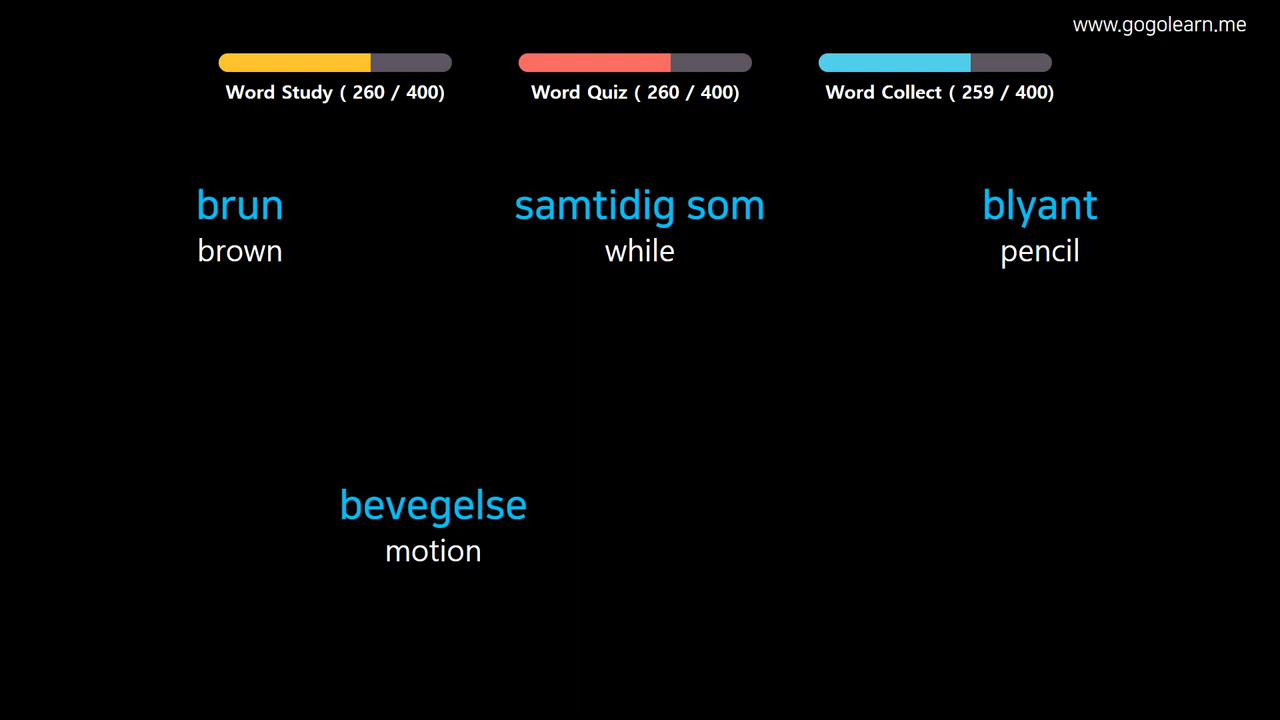 www.gogolearn.me
Word Study ( 260 / 400)
Word Quiz ( 260 / 400)
Word Collect ( 259 / 400)
brun
brown
samtidig som
while
blyant
pencil
bevegelse
motion